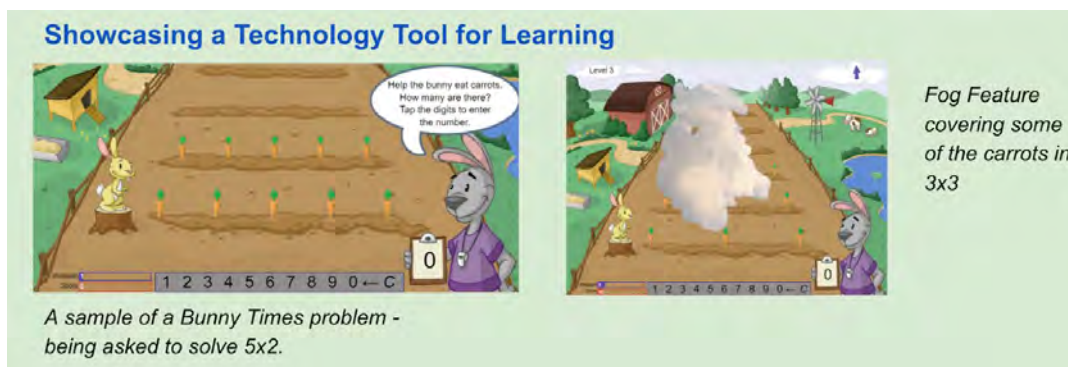 Showcasing a Technology Tool for Learning
Help the bunny eat carrots.
How many are there?
Tap the digits to enter
the number.
0
1 2 3 4 5 6 7 8 9 0 ← C
A sample of a Bunny Times problem -
being asked to solve 5x2.
Level 3
0
1 2 3 4 5 6 7 8 9 0 ← C
Fog Feature
covering some
of the carrots in
3x3